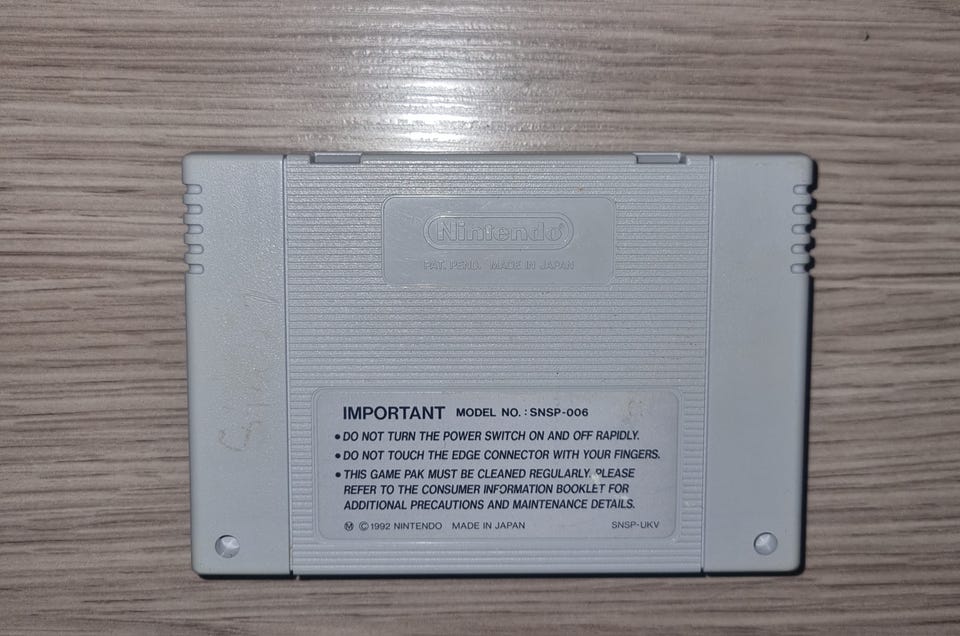 Nintendo®
PAT. PEND. MADE IN JAPAN
IMPORTANT MODEL NO. : SNSP-006
• DO NOT TURN THE POWER SWITCH ON AND OFF RAPIDLY.
• DO NOT TOUCH THE EDGE CONNECTOR WITH YOUR FINGERS.
• THIS GAME PAK MUST BE CLEANED REGULARLY. PLEASE
REFER TO THE CONSUMER INFORMATION BOOKLET FOR
ADDITIONAL PRECAUTIONS AND MAINTENANCE DETAILS.
Ⓜ ©1992 NINTENDO MADE IN JAPAN SNSP-UKV